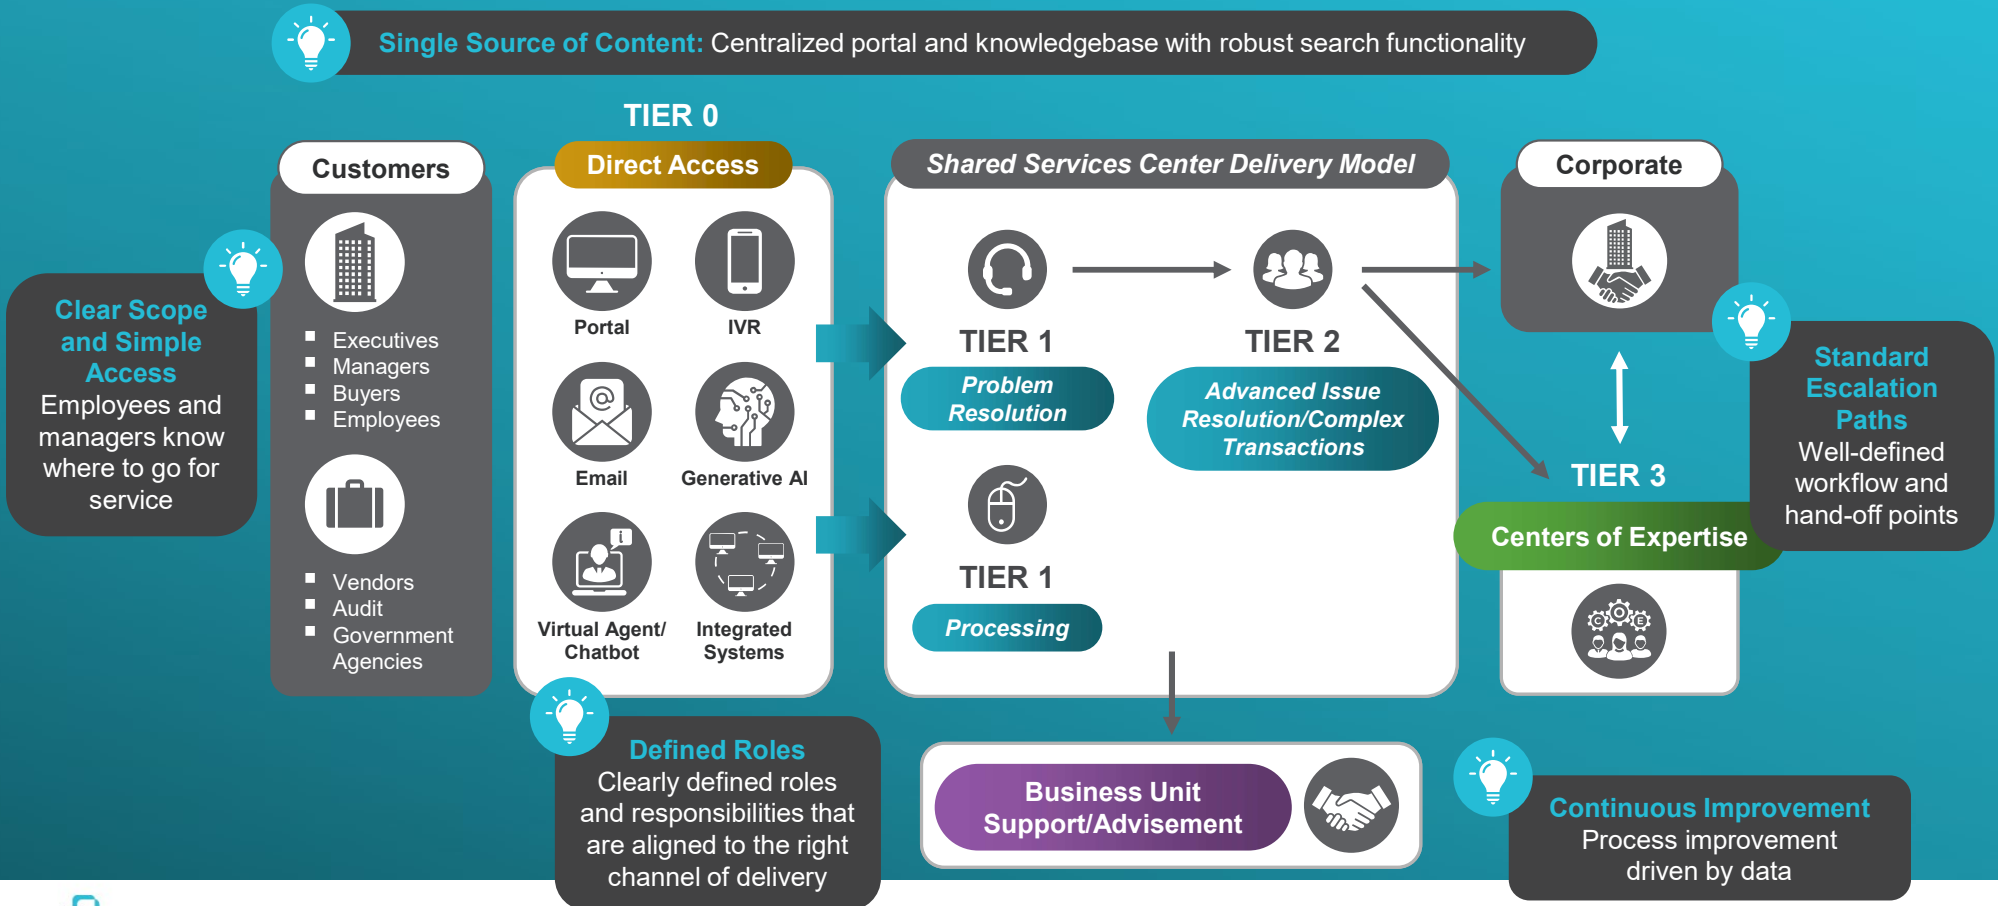 Single Source of Content: Centralized portal and knowledgebase with robust search functionality
TIER 0
Customers
Direct Access
Shared Services Center Delivery Model
Corporate
Clear Scope
and Simple
Access
Employees and
managers know
where to go for
service
Executives
Managers
Buyers
Employees
Vendors
Audit
Government
Agencies
Portal
IVR
Email
Generative AI
Virtual Agent/
Chatbot
Integrated
Systems
TIER 1
Problem
Resolution
TIER 2
Advanced Issue
Resolution/Complex
Transactions
TIER 1
Processing
TIER 3
Centers of Expertise
C O E
Standard
Escalation
Paths
Well-defined
workflow and
hand-off points
Defined Roles
Clearly defined roles
and responsibilities that
are aligned to the right
channel of delivery
Business Unit
Support/Advisement
Continuous Improvement
Process improvement
driven by data